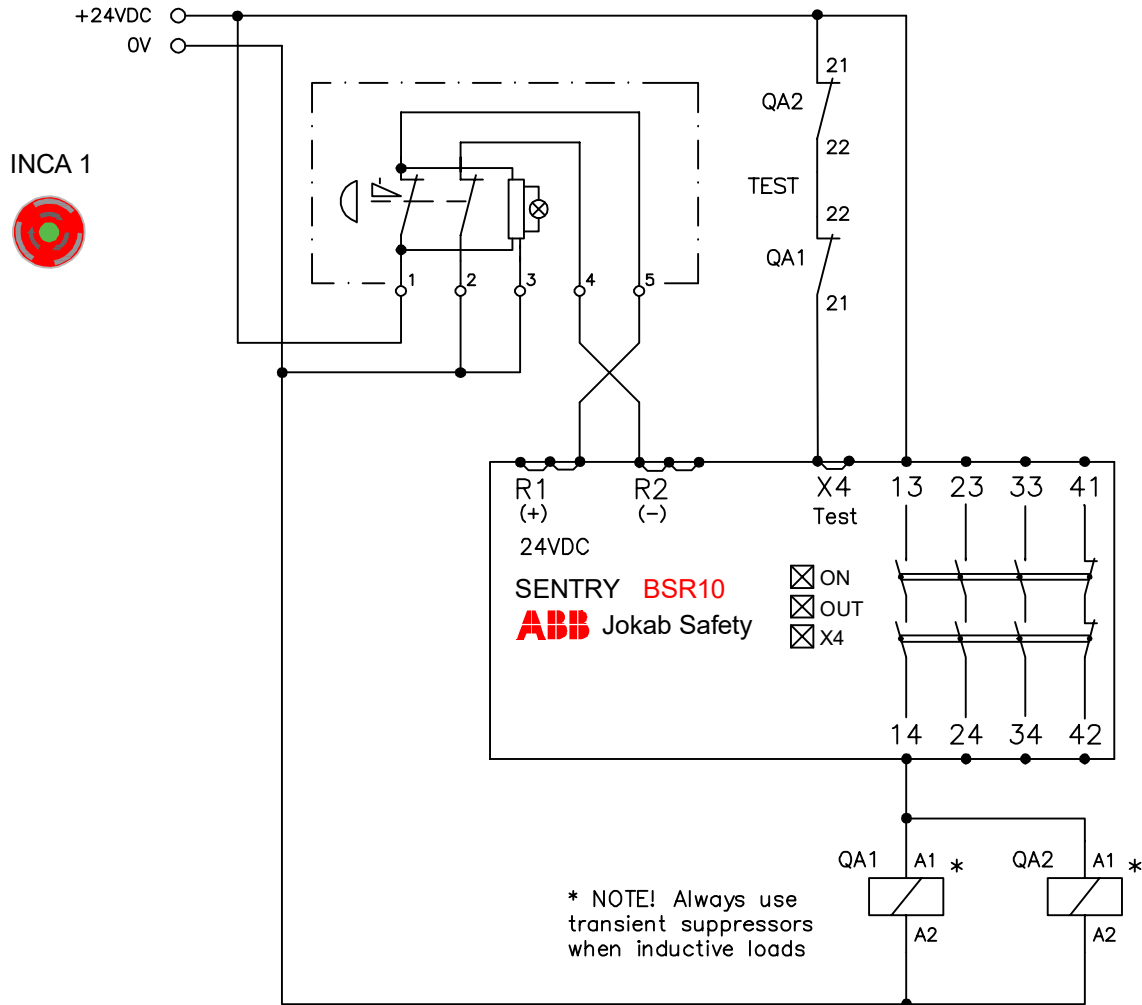 +24VDC
0V
INCA 1
21
QA2
22
TEST
22
QA1
21
1
2
3
4
5
R1
(+)
R2
(-)
X4
Test
13
23
33
41
24VDC
SENTRY BSR10
ABB Jokab Safety
ON
OUT
X4
14
24
34
42
QA1
A1
*
A2
QA2
A1
*
A2
* NOTE! Always use
transient suppressors
when inductive loads